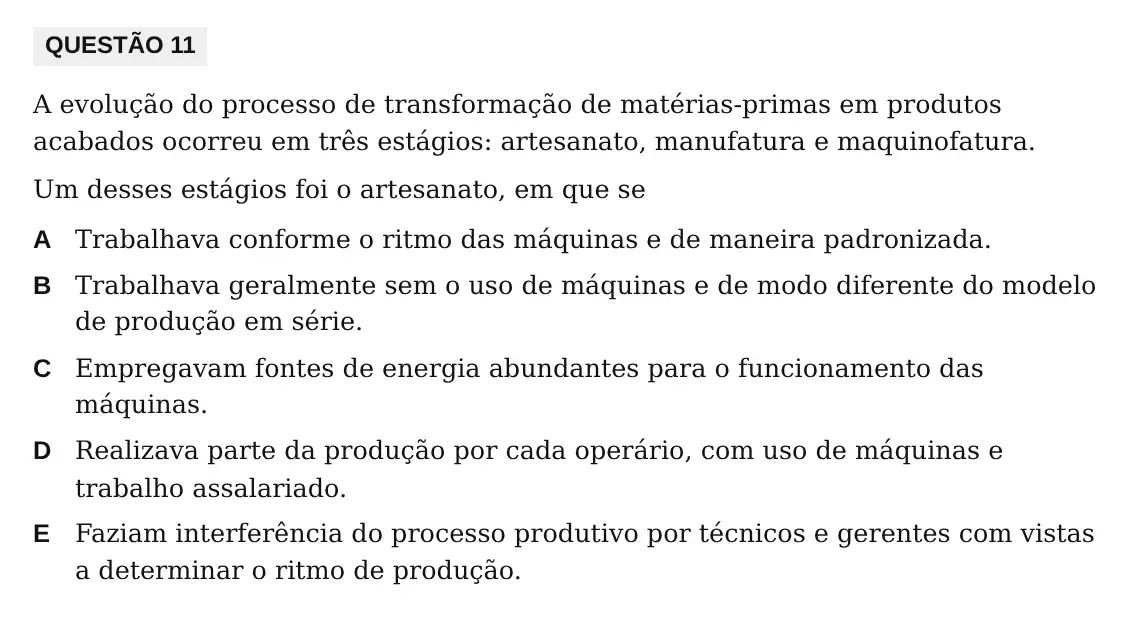 QUESTÃO 11
A evolução do processo de transformação de matérias-primas em produtos
acabados ocorreu em três estágios: artesanato, manufatura e maquinofatura.
Um desses estágios foi o artesanato, em que se
A Trabalhava conforme o ritmo das máquinas e de maneira padronizada.
B Trabalhava geralmente sem o uso de máquinas e de modo diferente do modelo
de produção em série.
C Empregavam fontes de energia abundantes para o funcionamento das
máquinas.
D Realizava parte da produção por cada operário, com uso de máquinas e
trabalho assalariado.
E Faziam interferência do processo produtivo por técnicos e gerentes com vistas
a determinar o ritmo de produção.